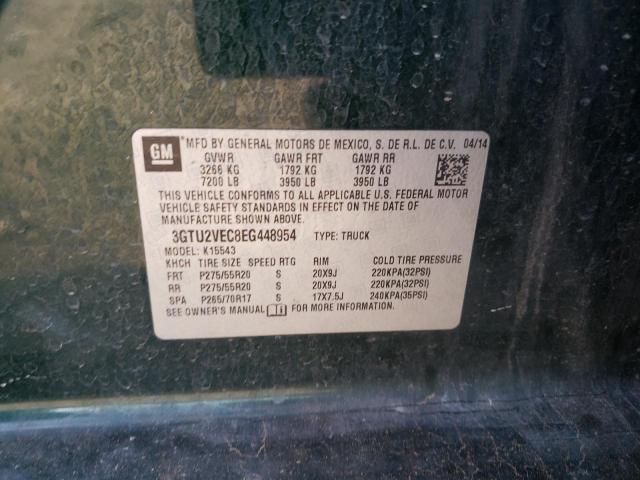 GM
MFD BY GENERAL MOTORS DE MEXICO, S. DE R.L. DE C.V. 04/14
GVWR GAWR FRT GAWR RR
3266 KG 1792 KG 1792 KG
7200 LB 3950 LB 3950 LB
THIS VEHICLE CONFORMS TO ALL APPLICABLE U.S. FEDERAL MOTOR
VEHICLE SAFETY STANDARDS IN EFFECT ON THE DATE OF
MANUFACTURE SHOWN ABOVE.
3GTU2VEC8EG448954 TYPE: TRUCK
MODEL: K15543
KHCH TIRE SIZE SPEED RTG RIM COLD TIRE PRESSURE
FRT P275/55R20 S 20X9J 220KPA(32PSI)
RR P275/55R20 S 20X9J 220KPA(32PSI)
SPA P265/70R17 S 17X7.5J 240KPA(35PSI)
SEE OWNER'S MANUAL FOR MORE INFORMATION.